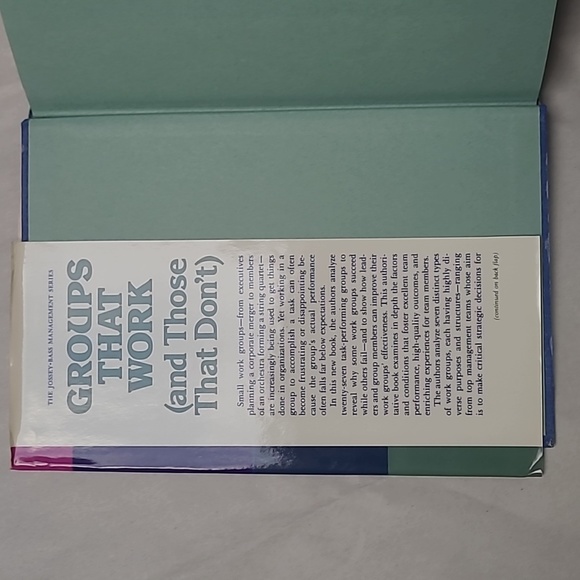 THE JOSSEY-BASS MANAGEMENT SERIES
GROUPS
THAT
WORK
(and Those
That Don't)
Small work groups—from executives
planning a corporate merger to members
of an orchestra forming a string quartet—
are increasingly being used to get things
done in organizations. Yet working in a
group to accomplish a task can often
become frustrating or disappointing be-
cause the group's actual performance
often falls far below expectations.
In this new book, the authors analyze
twenty-seven task-performing groups to
reveal why some work groups succeed
while others fail—and to show how lead-
ers and group members can improve their
work groups' effectiveness. This authori-
tative book examines in depth the factors
and conditions that foster excellent team
performance, high-quality outcomes, and
enriching experiences for team members.
The authors analyze seven distinct types
of work groups, each having highly di-
verse purposes and structures—ranging
from top management teams whose aim
is to make critical strategic decisions for
(continued on back flap)